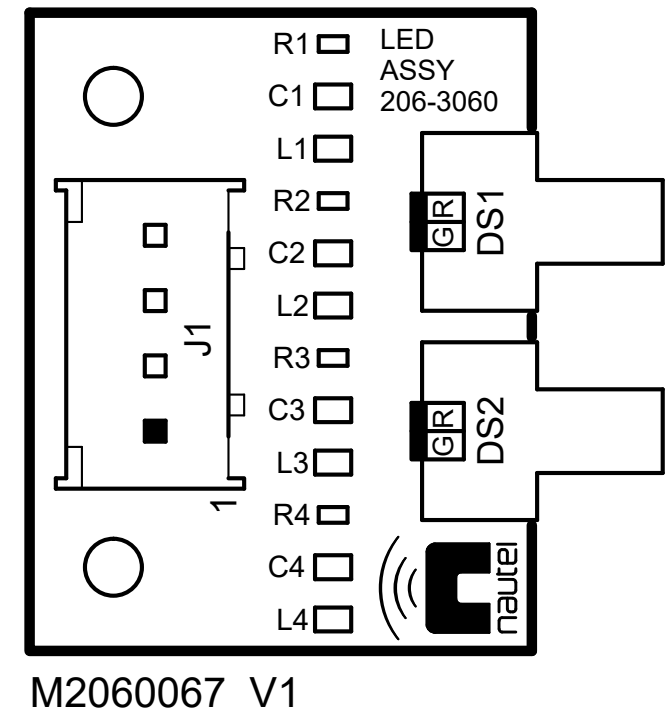 R1
LED
ASSY
206-3060
C1
L1
R2
C2
L2
R3
C3
L3
R4
C4
L4
J1
1
G R
DS1
G R
DS2
nautel
M2060067 V1